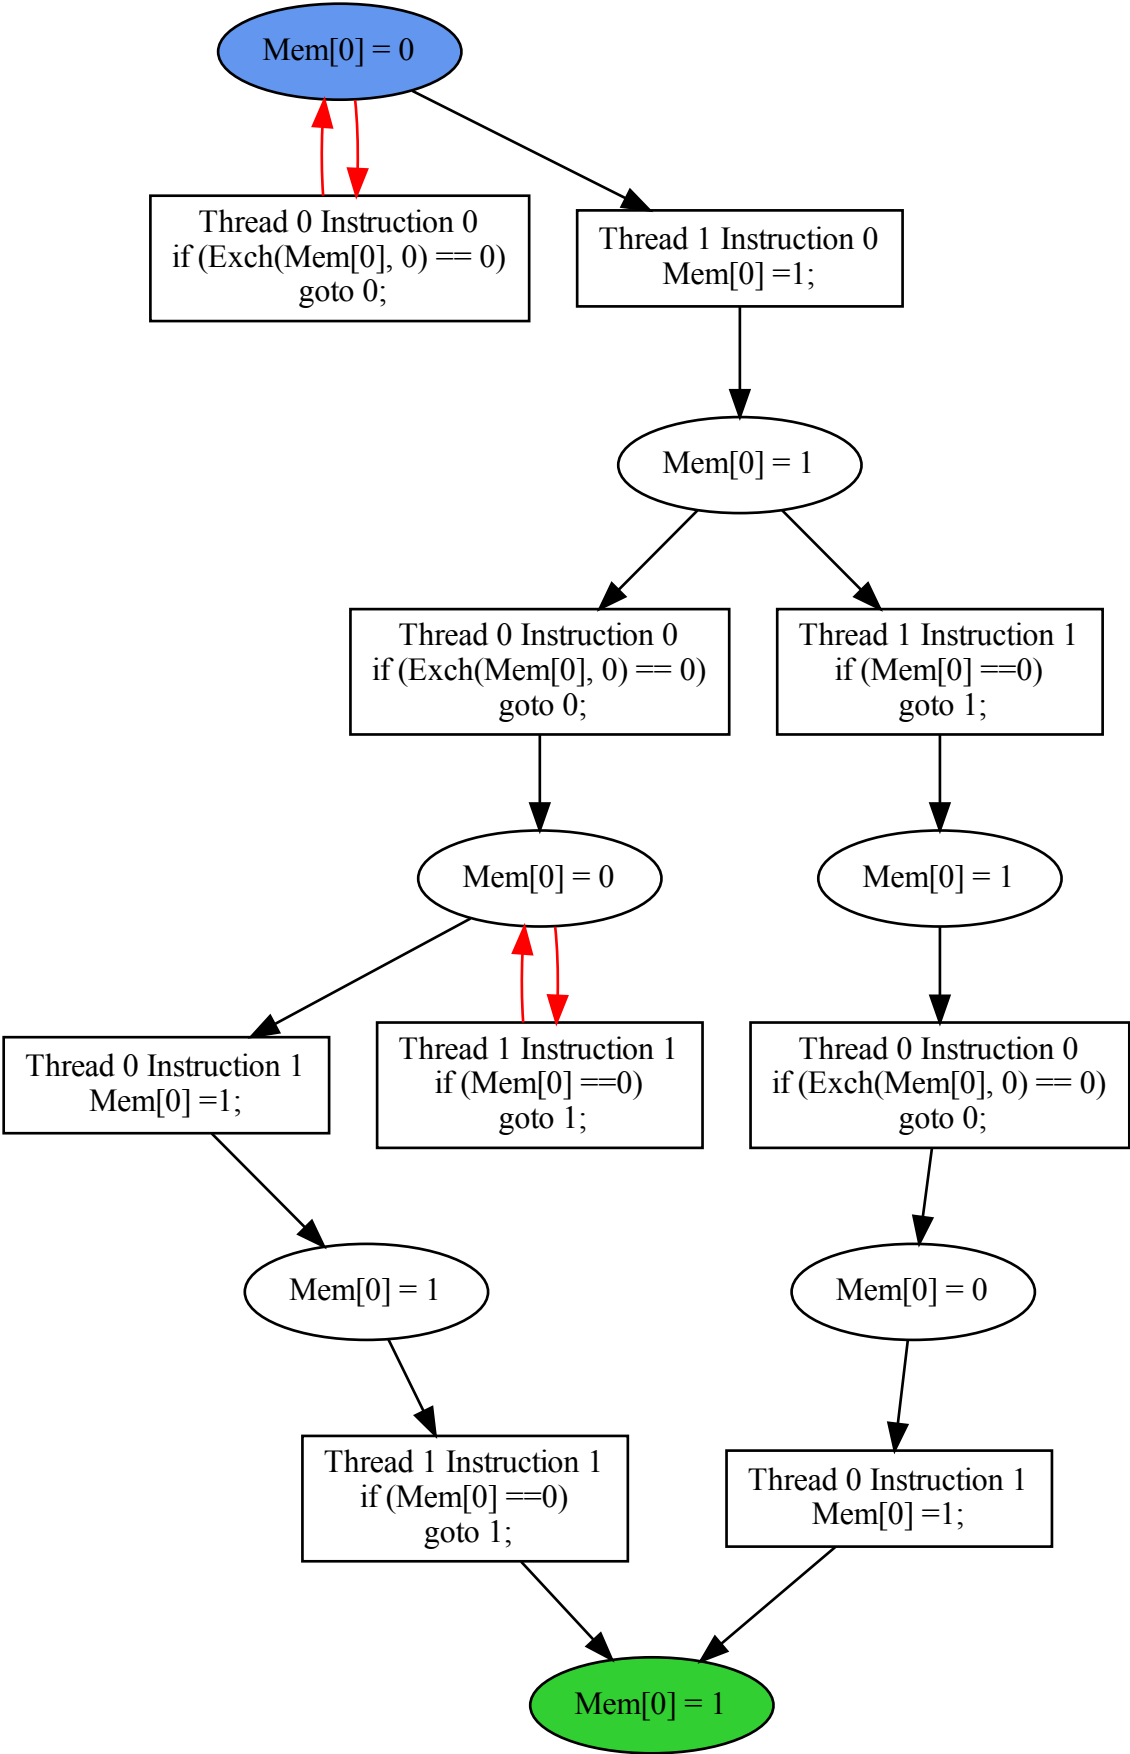 Mem[0] = 0
Thread 0 Instruction 0
if (Exch(Mem[0], 0) == 0)
goto 0;
Thread 1 Instruction 0
Mem[0] =1;
Mem[0] = 1
Thread 0 Instruction 0
if (Exch(Mem[0], 0) == 0)
goto 0;
Thread 1 Instruction 1
if (Mem[0] ==0)
goto 1;
Mem[0] = 0
Mem[0] = 1
Thread 0 Instruction 1
Mem[0] =1;
Thread 1 Instruction 1
if (Mem[0] ==0)
goto 1;
Thread 0 Instruction 0
if (Exch(Mem[0], 0) == 0)
goto 0;
Mem[0] = 1
Mem[0] = 0
Thread 1 Instruction 1
if (Mem[0] ==0)
goto 1;
Thread 0 Instruction 1
Mem[0] =1;
Mem[0] = 1